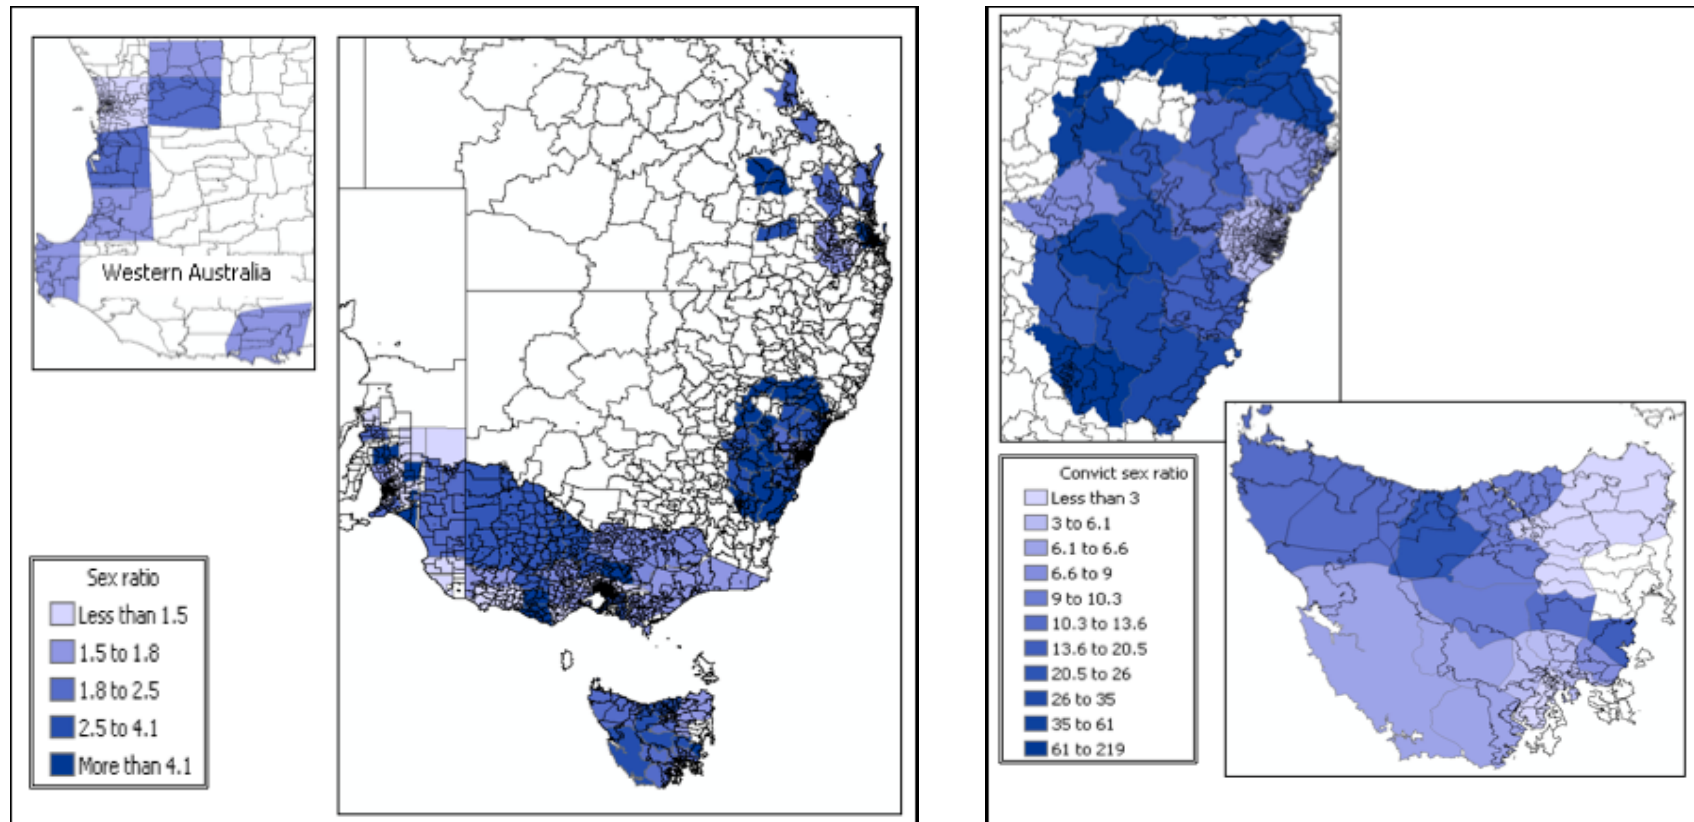 Western Australia
Sex ratio
Less than 1.5
1.5 to 1.8
1.8 to 2.5
2.5 to 4.1
More than 4.1
Convict sex ratio
Less than 3
3 to 6.1
6.1 to 6.6
6.6 to 9
9 to 10.3
10.3 to 13.6
13.6 to 20.5
20.5 to 26
26 to 35
35 to 61
61 to 219